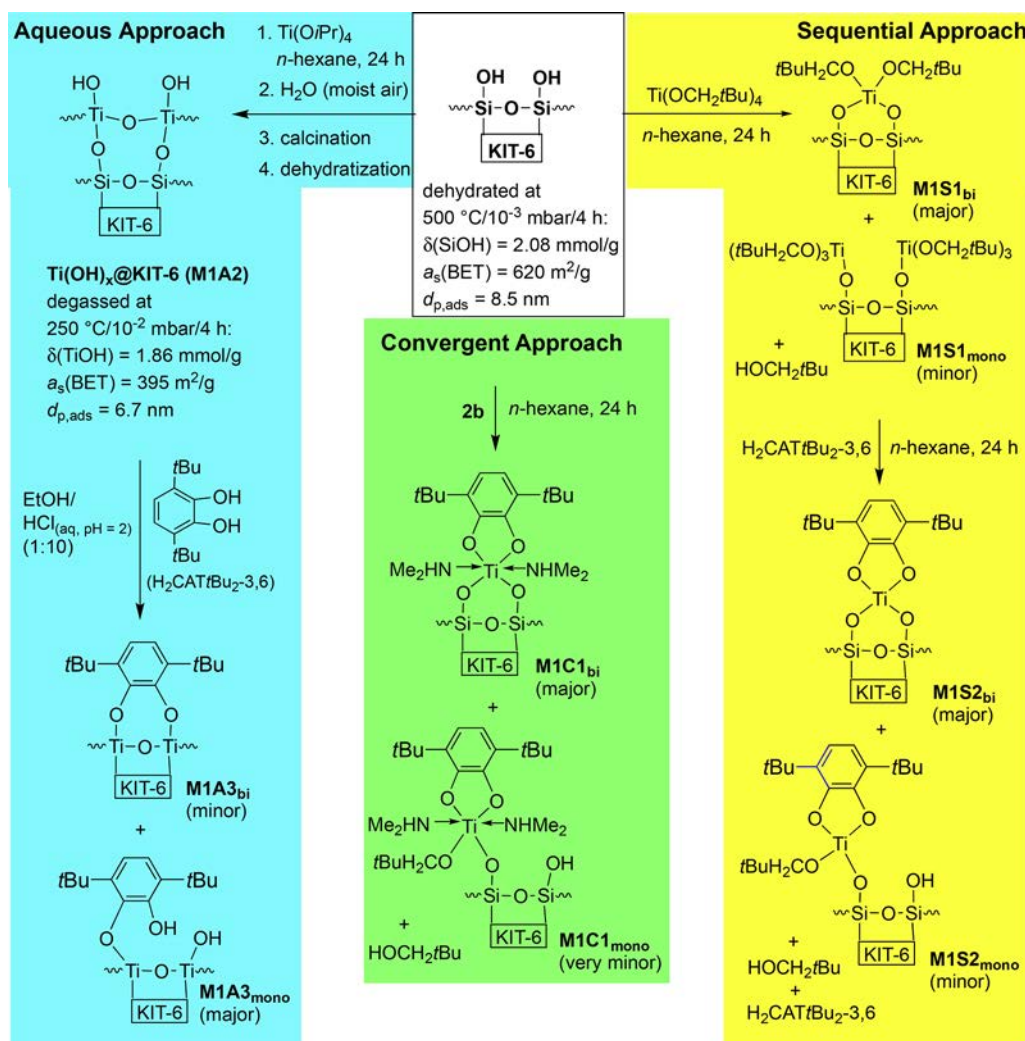 Aqueous Approach
1. Ti(OiPr)4
n-hexane, 24 h
2. H2O (moist air)
3. calcination
4. dehydratization
HO
OH
Ti
O
Ti
O
O
Si
O
Si
KIT-6
Ti(OH)x@KIT-6 (M1A2)
degassed at
250 °C/10-2 mbar/4 h:
δ(TiOH) = 1.86 mmol/g
as(BET) = 395 m2/g
dp,ads = 6.7 nm
EtOH/
HCl(aq, pH = 2)
(1:10)
tBu
OH
OH
tBu
(H2CATtBu2-3,6)
tBu
tBu
O
O
Ti
O
Ti
KIT-6
M1A3bi
(minor)
+
tBu
tBu
OH
O
OH
Ti
O
Ti
KIT-6
M1A3mono
(major)
OH
OH
Si
O
Si
KIT-6
dehydrated at
500 °C/10-3 mbar/4 h:
δ(SiOH) = 2.08 mmol/g
as(BET) = 620 m2/g
dp,ads = 8.5 nm
Convergent Approach
2b
n-hexane, 24 h
tBu
tBu
O
O
Me2HN
Ti
NHMe2
O
O
Si
O
Si
KIT-6
M1C1bi
(major)
+
tBu
tBu
O
O
Me2HN
Ti
NHMe2
tBuH2CO
O
OH
Si
O
Si
KIT-6
+
HOCH2tBu
M1C1mono
(very minor)
Sequential Approach
Ti(OCH2tBu)4
n-hexane, 24 h
tBuH2CO
OCH2tBu
Ti
O
O
Si
O
Si
KIT-6
M1S1bi
(major)
+
(tBuH2CO)3Ti
Ti(OCH2tBu)3
O
O
Si
O
Si
KIT-6
+
HOCH2tBu
M1S1mono
(minor)
H2CATtBu2-3,6
n-hexane, 24 h
tBu
tBu
O
O
Ti
O
O
Si
O
Si
KIT-6
M1S2bi
(major)
+
tBu
tBu
O
O
Ti
tBuH2CO
O
OH
Si
O
Si
KIT-6
+
HOCH2tBu
+
H2CATtBu2-3,6
M1S2mono
(minor)